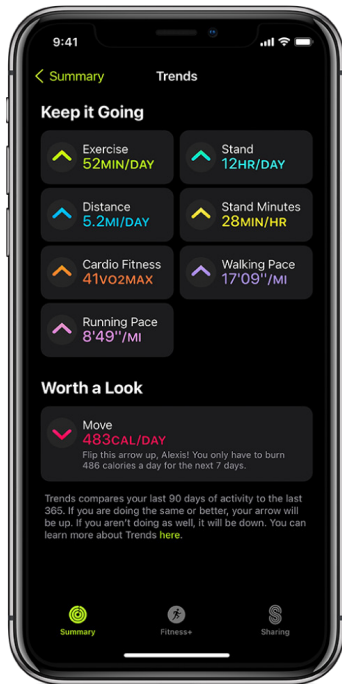 9:41
Summary
Trends
Keep it Going
Exercise
52MIN/DAY
Stand
12HR/DAY
Distance
5.2MI/DAY
Stand Minutes
28MIN/HR
Cardio Fitness
41VO2MAX
Walking Pace
17'09"/MI
Running Pace
8'49"/MI
Worth a Look
Move
483CAL/DAY
Flip this arrow up, Alexis! You only have to burn
486 calories a day for the next 7 days.
Trends compares your last 90 days of activity to the last
365. If you are doing the same or better, your arrow will
be up. If you aren't doing as well, it will be down. You can
learn more about Trends here.
Summary
Fitness+
Sharing